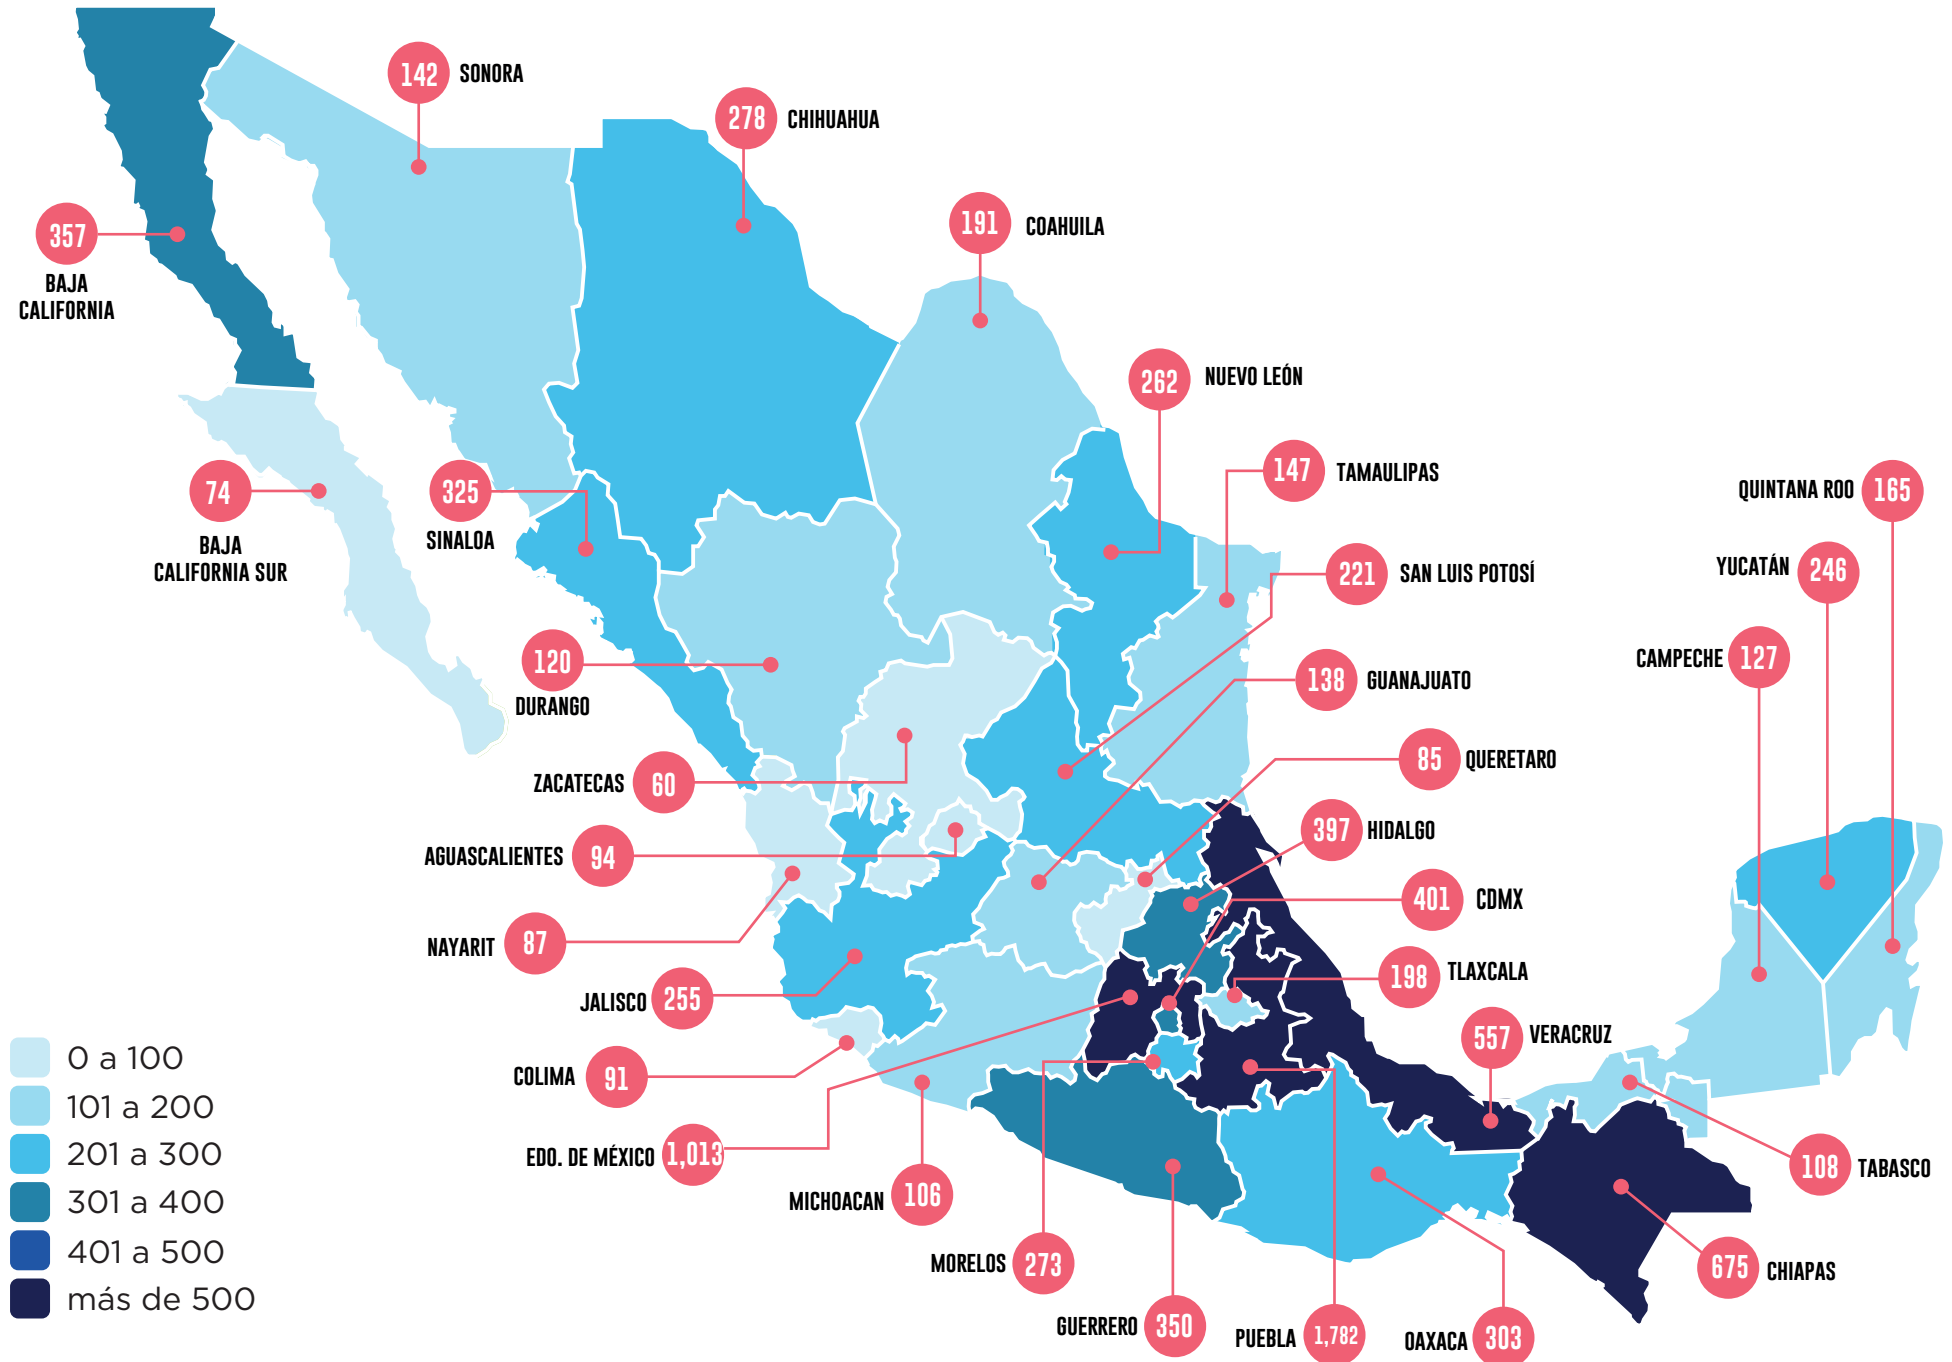 142 SONORA
278 CHIHUAHUA
191 COAHUILA
357
BAJA
CALIFORNIA
262 NUEVO LEÓN
147 TAMAULIPAS
74
BAJA
CALIFORNIA SUR
325
SINALOA
QUINTANA ROO 165
221 SAN LUIS POTOSÍ
YUCATÁN 246
120
DURANGO
138 GUANAJUATO
CAMPECHE 127
ZACATECAS 60
85 QUERETARO
AGUASCALIENTES 94
397 HIDALGO
401 CDMX
NAYARIT 87
198 TLAXCALA
JALISCO 255
557 VERACRUZ
COLIMA 91
EDO. DE MÉXICO 1,013
MICHOACAN 106
108 TABASCO
MORELOS 273
675 CHIAPAS
GUERRERO 350
PUEBLA 1,782
OAXACA 303
0 a 100
101 a 200
201 a 300
301 a 400
401 a 500
más de 500